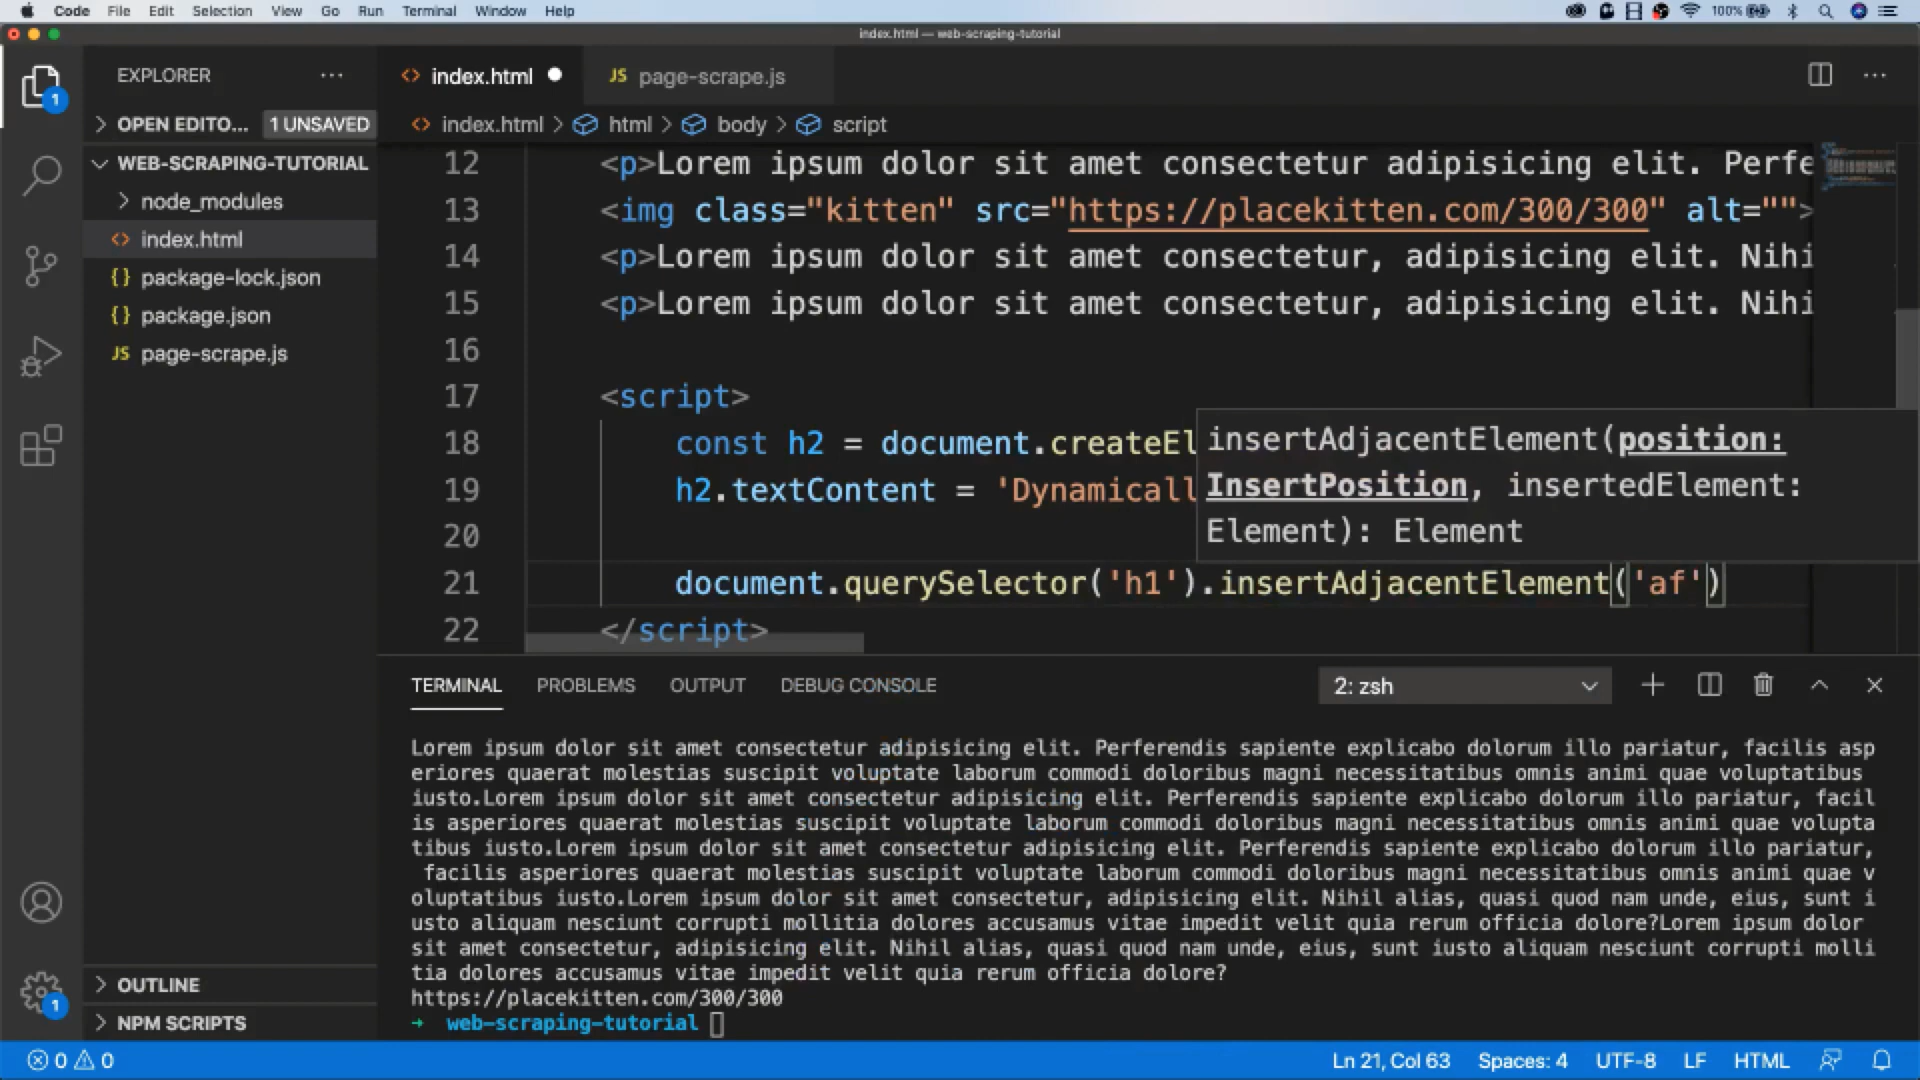 Code File Edit Selection View Go Run Terminal Window Help 100%
index.html — web-scraping-tutorial
EXPLORER
index.html
JS page-scrape.js
OPEN EDITO... 1 UNSAVED
index.html > html > body > script
WEB-SCRAPING-TUTORIAL
node_modules
index.html
package-lock.json
package.json
JS page-scrape.js
OUTLINE
NPM SCRIPTS
1
1
12 <p>Lorem ipsum dolor sit amet consectetur adipisicing elit. Perfe
13 <img class="kitten" src="https://placekitten.com/300/300" alt="">
14 <p>Lorem ipsum dolor sit amet consectetur, adipisicing elit. Nihi
15 <p>Lorem ipsum dolor sit amet consectetur, adipisicing elit. Nihi
16
17 <script>
18 const h2 = document.createEl
19 h2.textContent = 'Dynamicall
20
21 document.querySelector('h1').insertAdjacentElement('af')
22 </script>
insertAdjacentElement(position:
InsertPosition, insertedElement:
Element): Element
TERMINAL PROBLEMS OUTPUT DEBUG CONSOLE 2: zsh
Lorem ipsum dolor sit amet consectetur adipisicing elit. Perferendis sapiente explicabo dolorum illo pariatur, facilis asp
eriores quaerat molestias suscipit voluptate laborum commodi doloribus magni necessitatibus omnis animi quae voluptatibus
iusto.Lorem ipsum dolor sit amet consectetur adipisicing elit. Perferendis sapiente explicabo dolorum illo pariatur, facil
is asperiores quaerat molestias suscipit voluptate laborum commodi doloribus magni necessitatibus omnis animi quae volupta
tibus iusto.Lorem ipsum dolor sit amet consectetur adipisicing elit. Perferendis sapiente explicabo dolorum illo pariatur,
facilis asperiores quaerat molestias suscipit voluptate laborum commodi doloribus magni necessitatibus omnis animi quae v
oluptatibus iusto.Lorem ipsum dolor sit amet consectetur, adipisicing elit. Nihil alias, quasi quod nam unde, eius, sunt i
usto aliquam nesciunt corrupti mollitia dolores accusamus vitae impedit velit quia rerum officia dolore?Lorem ipsum dolor
sit amet consectetur, adipisicing elit. Nihil alias, quasi quod nam unde, eius, sunt iusto aliquam nesciunt corrupti molli
tia dolores accusamus vitae impedit velit quia rerum officia dolore?
https://placekitten.com/300/300
➜ web-scraping-tutorial
0 0 Ln 21, Col 63 Spaces: 4 UTF-8 LF HTML